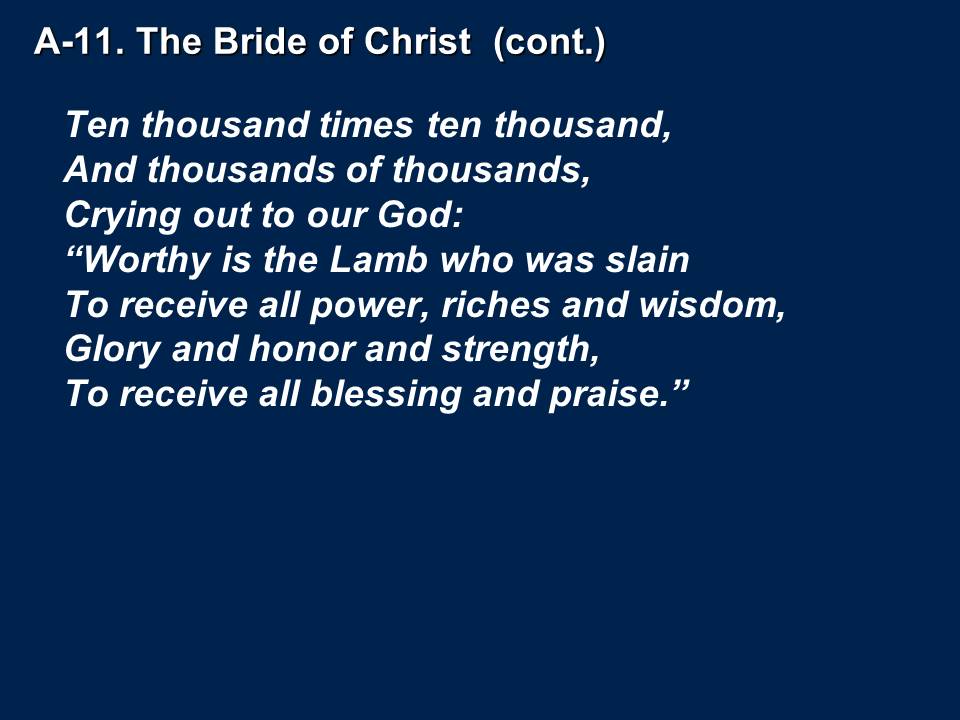 A-11. The Bride of Christ  (cont.)
Ten thousand times ten thousand,
And thousands of thousands,
Crying out to our God:
“Worthy is the Lamb who was slain
To receive all power, riches and wisdom,
Glory and honor and strength,
To receive all blessing and praise.”